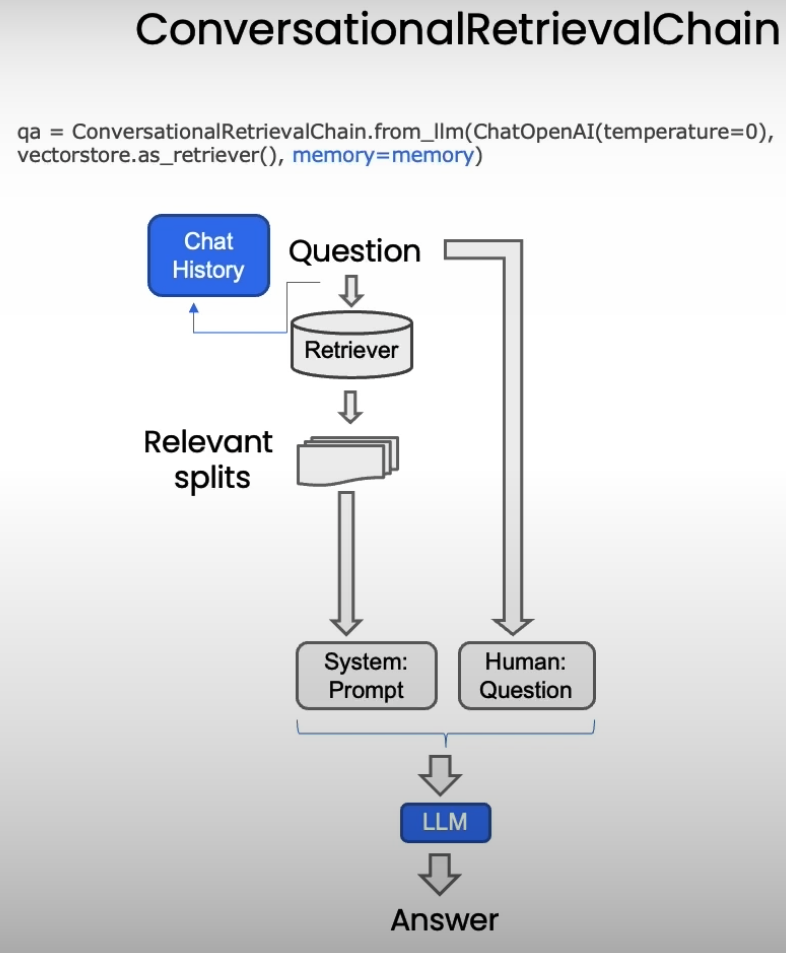 ConversationalRetrievalChain
qa = ConversationalRetrievalChain.from_llm(ChatOpenAI(temperature=0),
vectorstore.as_retriever(), memory=memory)
Chat
History
Question
Retriever
Relevant
splits
System:
Prompt
Human:
Question
LLM
Answer